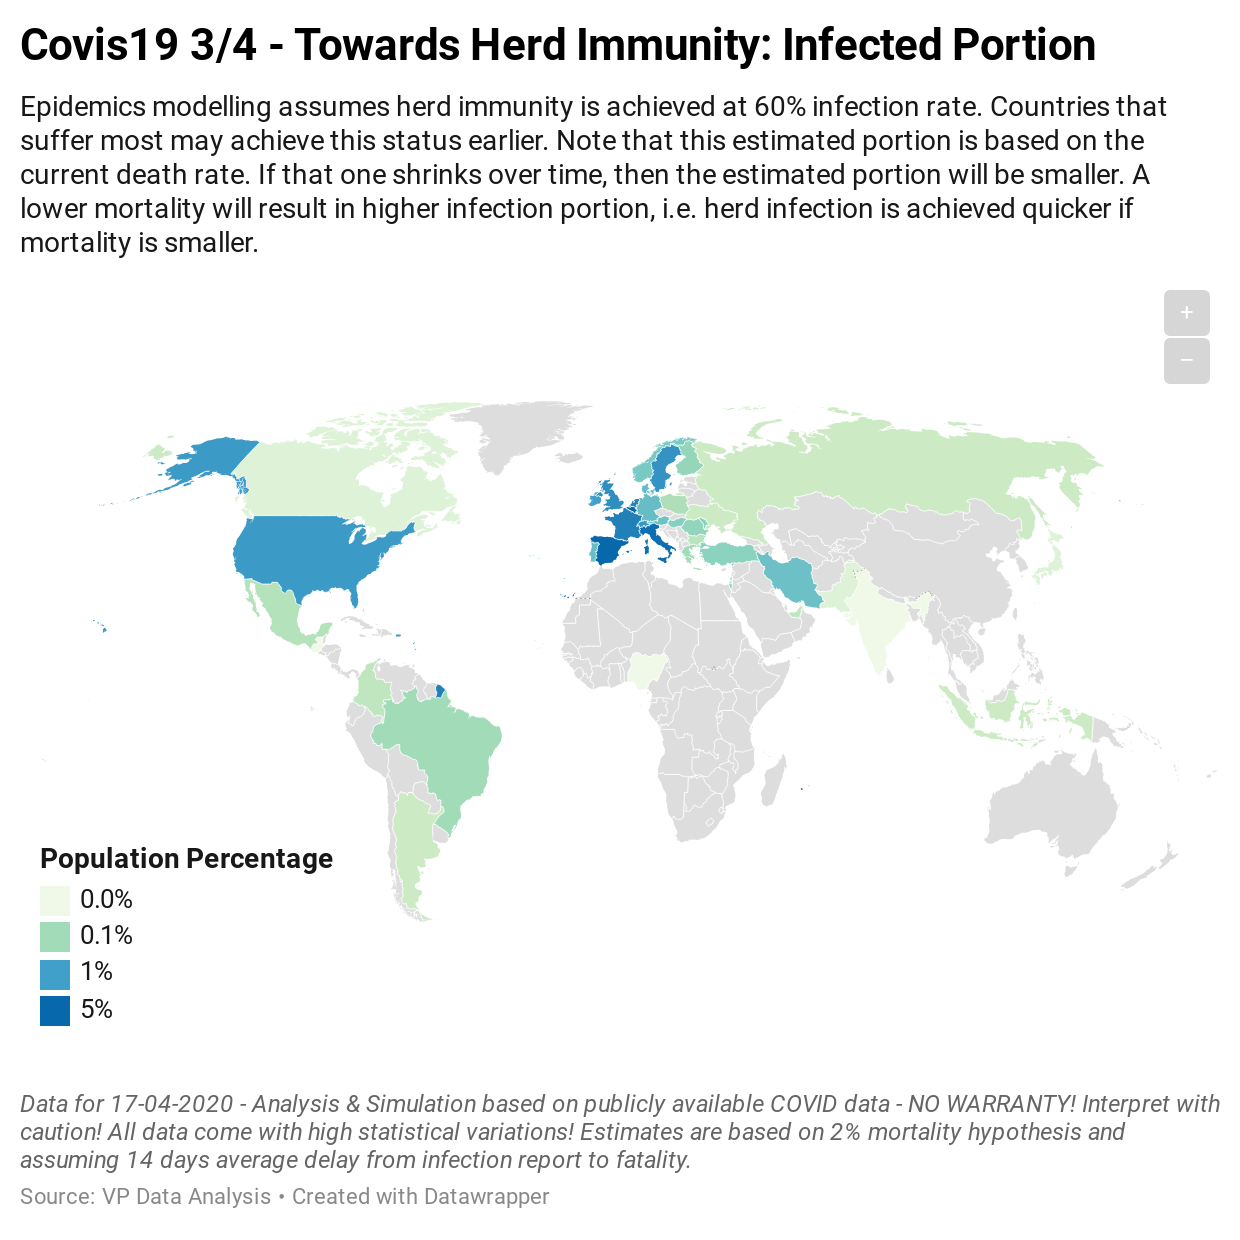 Covis19 3/4 - Towards Herd Immunity: Infected Portion
Epidemics modelling assumes herd immunity is achieved at 60% infection rate. Countries that
suffer most may achieve this status earlier. Note that this estimated portion is based on the
current death rate. If that one shrinks over time, then the estimated portion will be smaller. A
lower mortality will result in higher infection portion, i.e. herd infection is achieved quicker if
mortality is smaller.
+
−
Population Percentage
0.0%
0.1%
1%
5%
Data for 17-04-2020 - Analysis & Simulation based on publicly available COVID data - NO WARRANTY! Interpret with
caution! All data come with high statistical variations! Estimates are based on 2% mortality hypothesis and
assuming 14 days average delay from infection report to fatality.
Source: VP Data Analysis • Created with Datawrapper